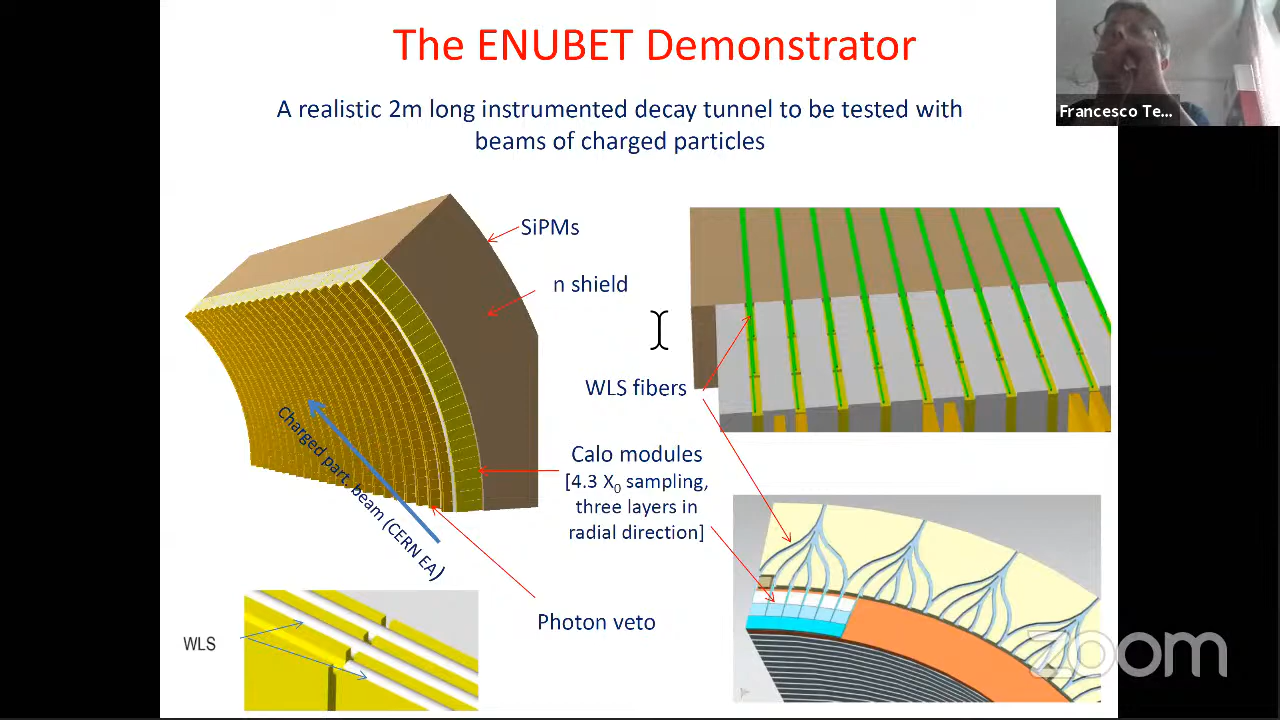 The ENUBET Demonstrator
Francesco Te...
A realistic 2m long instrumented decay tunnel to be tested with
beams of charged particles
SiPMs
n shield
WLS fibers
Charged part. beam (CERN EA)
Calo modules
[4.3 X0 sampling,
three layers in
radial direction]
Photon veto
WLS
zoom